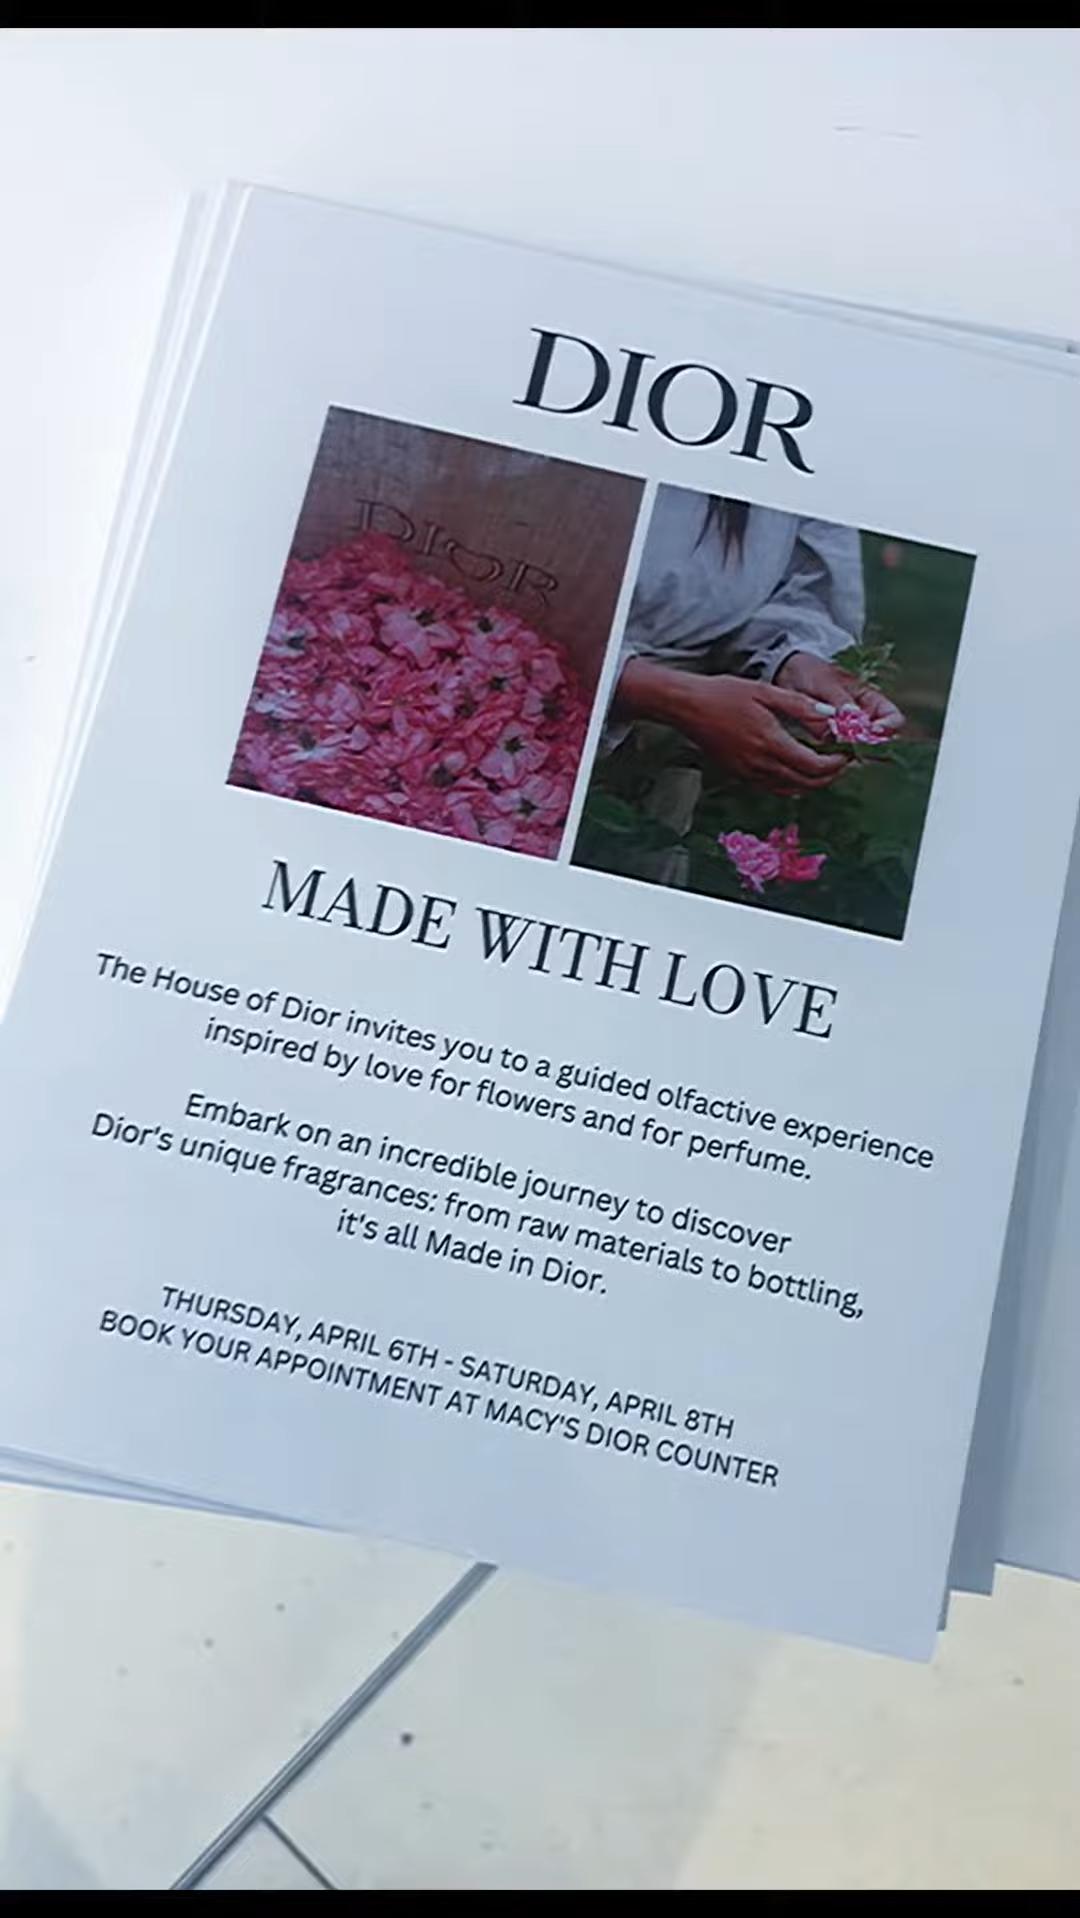 DIOR
DIOR
MADE WITH LOVE
The House of Dior invites you to a guided olfactive experience
inspired by love for flowers and for perfume.
Embark on an incredible journey to discover
Dior's unique fragrances: from raw materials to bottling,
it's all Made in Dior.
THURSDAY, APRIL 6TH - SATURDAY, APRIL 8TH
BOOK YOUR APPOINTMENT AT MACY'S DIOR COUNTER